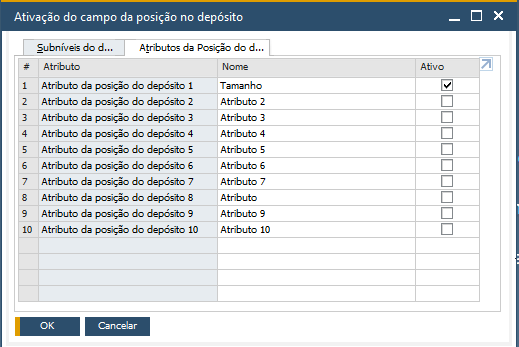 Ativação do campo da posição no depósito
Subníveis do d...
Atributos da Posição do d...
# Atributo Nome Ativo
1 Atributo da posição do depósito 1 Tamanho
2 Atributo da posição do depósito 2 Atributo 2
3 Atributo da posição do depósito 3 Atributo 3
4 Atributo da posição do depósito 4 Atributo 4
5 Atributo da posição do depósito 5 Atributo 5
6 Atributo da posição do depósito 6 Atributo 6
7 Atributo da posição do depósito 7 Atributo 7
8 Atributo da posição do depósito 8 Atributo
9 Atributo da posição do depósito 9 Atributo 9
10 Atributo da posição do depósito 10 Atributo 10
OK
Cancelar